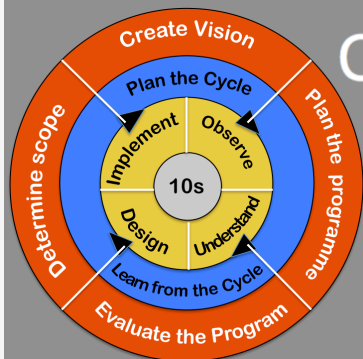 Create Vision
Plan the programme
Evaluate the Program
Determine scope
Plan the Cycle
Learn from the Cycle
Implement
Observe
Understand
Design
10s